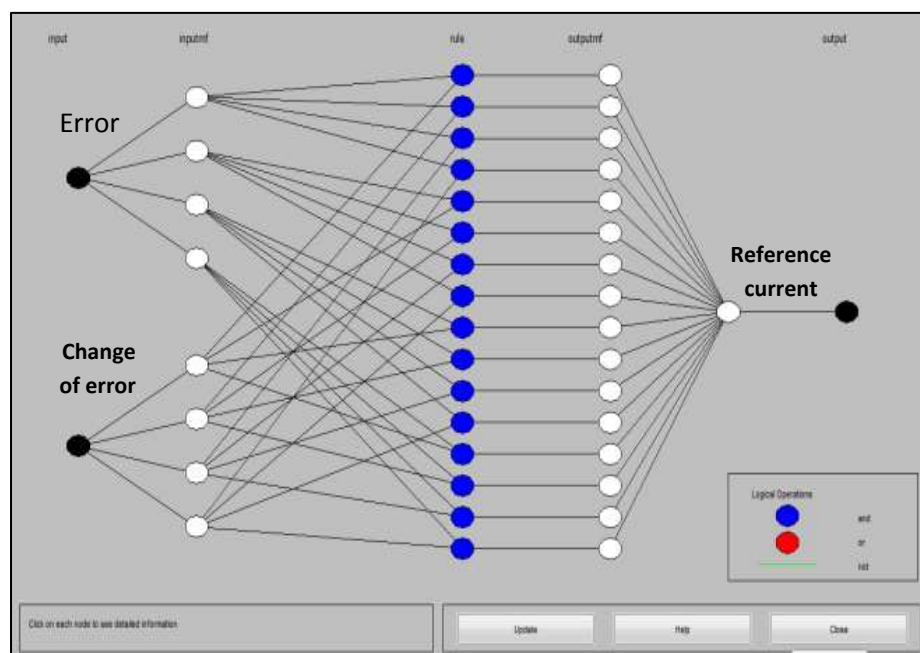 input inputmf rule outputmf output
Error
Reference
current
Change
of error
Logical Operations
and
or
not
Click on each node to see detailed information
Update Help Close